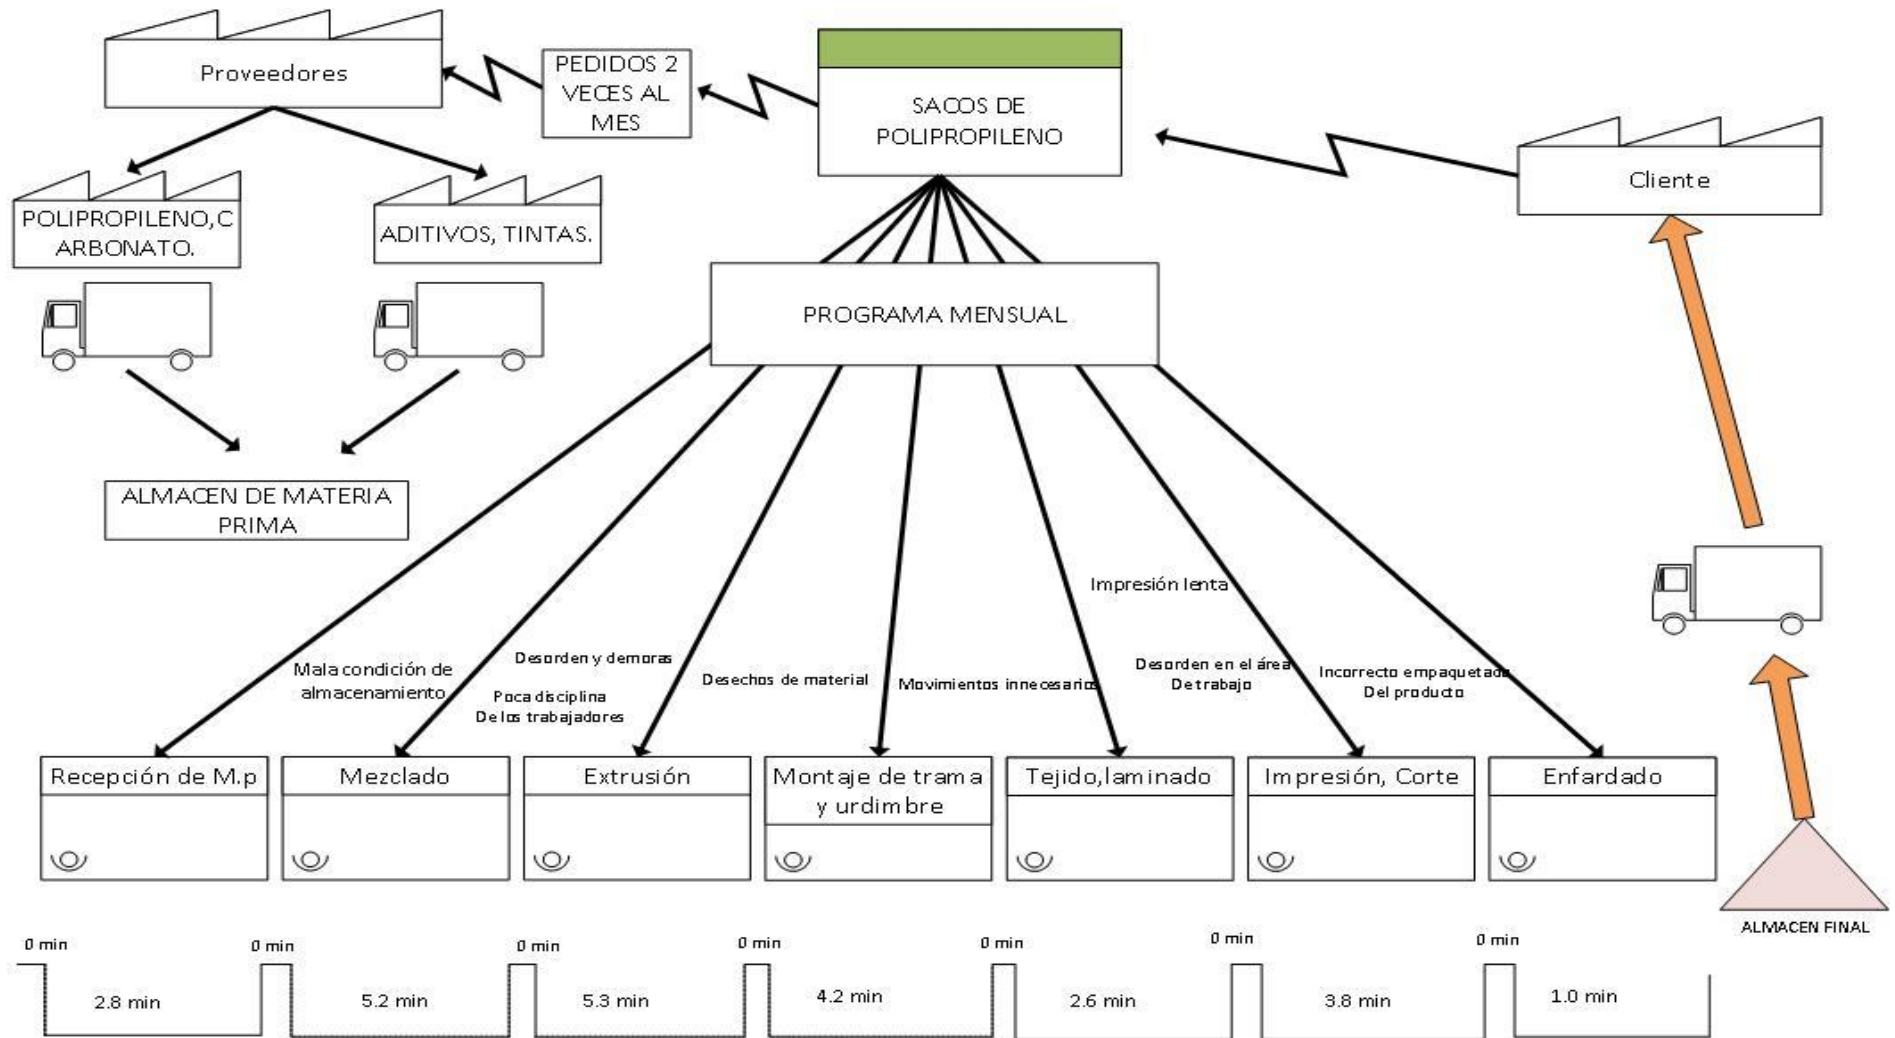 Proveedores
PEDIDOS 2
VECES AL
MES
SACOS DE
POLIPROPILENO
Cliente
POLIPROPILENO,C
ARBONATO.
ADITIVOS, TINTAS.
PROGRAMA MENSUAL
ALMACEN DE MATERIA
PRIMA
Impresión lenta
Mala condición de
almacenamiento
Desorden y demoras
Poca disciplina
De los trabajadores
Desechos de material
Movimientos innecesarios
Desorden en el área
De trabajo
Incorrecto empaquetado
Del producto
Recepción de M.p
Mezclado
Extrusión
Montaje de trama
y urdimbre
Tejido,laminado
Impresión, Corte
Enfardado
ALMACEN FINAL
0 min
0 min
0 min
0 min
0 min
0 min
0 min
2.8 min
5.2 min
5.3 min
4.2 min
2.6 min
3.8 min
1.0 min